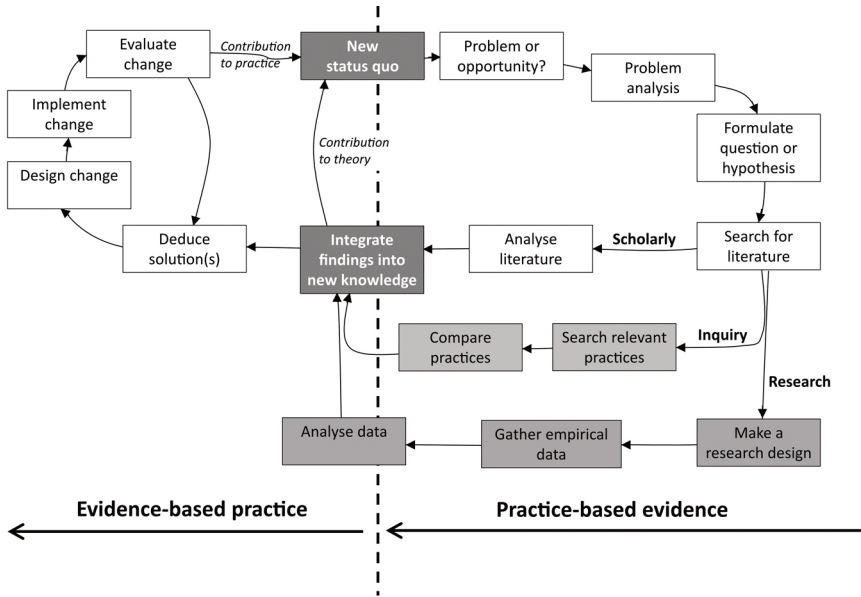 Evaluate
change
Contribution
to practice
New
status quo
Problem or
opportunity?
Problem
analysis
Implement
change
Formulate
question or
hypothesis
Contribution
to theory
Design change
Deduce
solution(s)
Integrate
findings into
new knowledge
Analyse
literature
Scholarly
Search for
literature
Compare
practices
Search relevant
practices
Inquiry
Research
Analyse data
Gather empirical
data
Make a
research design
Evidence-based practice
Practice-based evidence